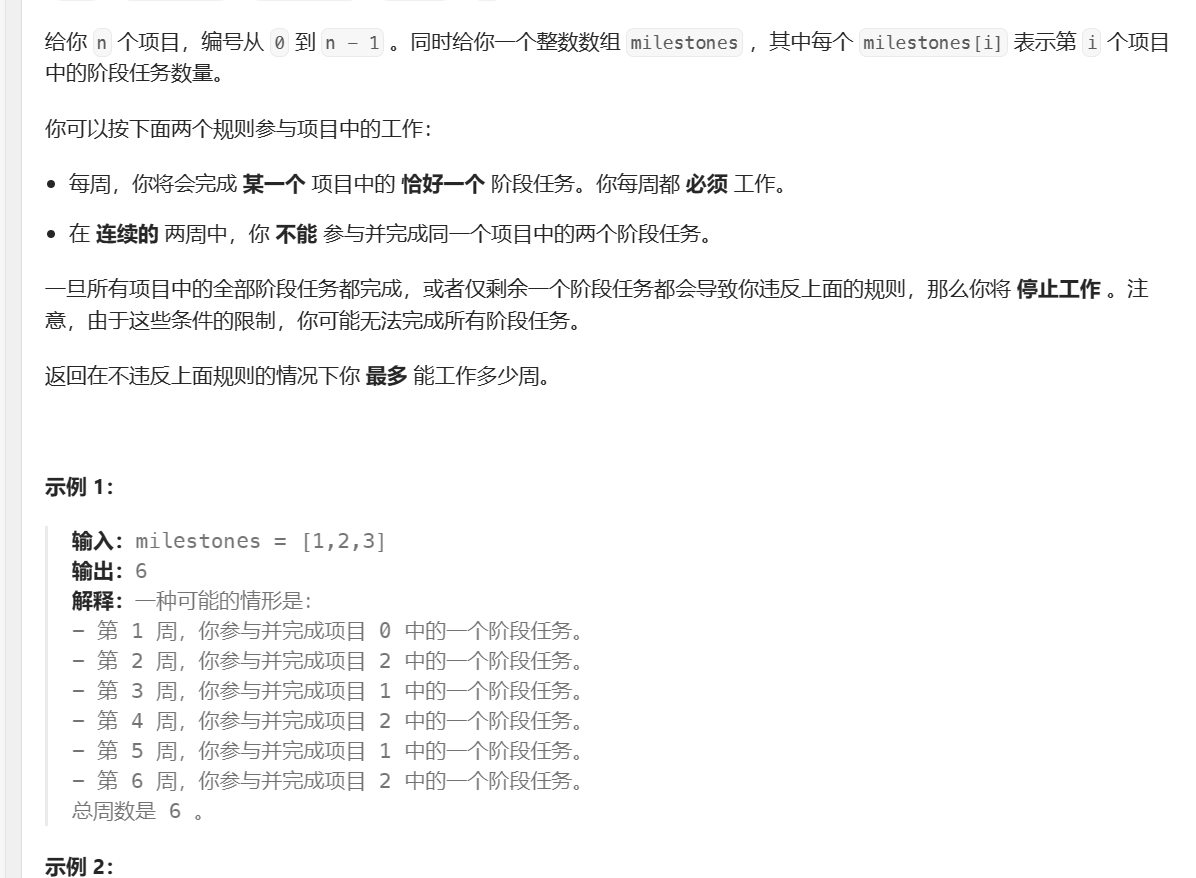 给你 n 个项目，编号从 0 到 n - 1 。同时给你一个整数数组 milestones ，其中每个 milestones[i] 表示第 i 个项目
中的阶段任务数量。
你可以按下面两个规则参与项目中的工作：
• 每周，你将会完成 某一个 项目中的 恰好一个 阶段任务。你每周都 必须 工作。
• 在 连续的 两周中，你 不能 参与并完成同一个项目中的两个阶段任务。
一旦所有项目中的全部阶段任务都完成，或者仅剩余一个阶段任务都会导致你违反上面的规则，那么你将 停止工作 。注
意，由于这些条件的限制，你可能无法完成所有阶段任务。
返回在不违反上面规则的情况下你 最多 能工作多少周。
示例 1：
输入：milestones = [1,2,3]
输出：6
解释：一种可能的情形是：
- 第 1 周，你参与并完成项目 0 中的一个阶段任务。
- 第 2 周，你参与并完成项目 2 中的一个阶段任务。
- 第 3 周，你参与并完成项目 1 中的一个阶段任务。
- 第 4 周，你参与并完成项目 2 中的一个阶段任务。
- 第 5 周，你参与并完成项目 1 中的一个阶段任务。
- 第 6 周，你参与并完成项目 2 中的一个阶段任务。
总周数是 6 。
示例 2：